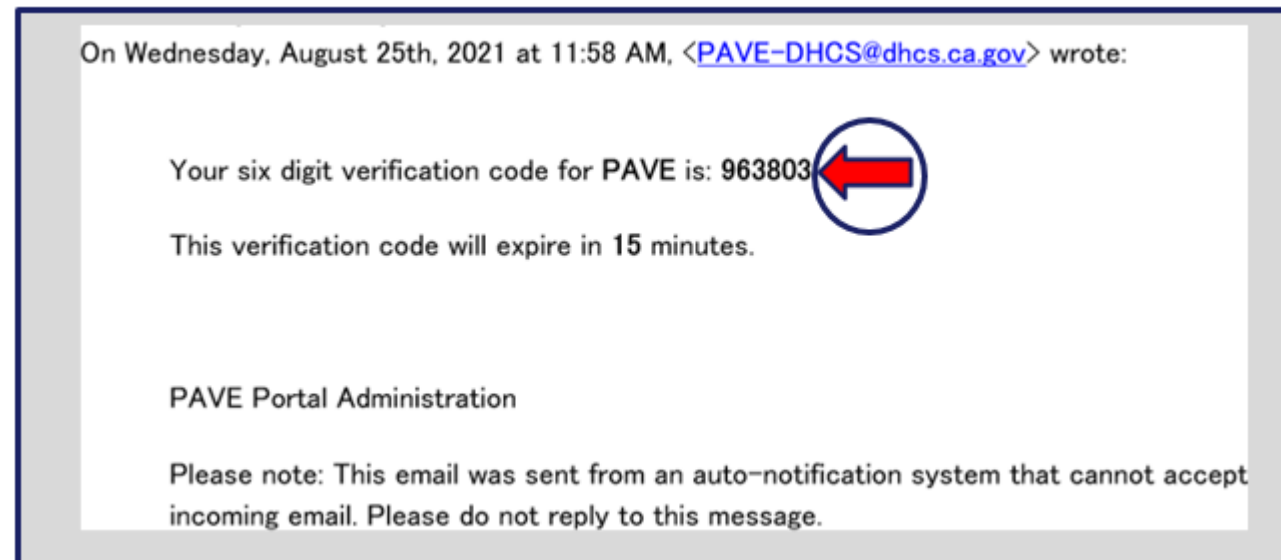 On Wednesday, August 25th, 2021 at 11:58 AM, <PAVE-DHCS@dhcs.ca.gov> wrote:
Your six digit verification code for PAVE is: 963803
This verification code will expire in 15 minutes.
PAVE Portal Administration
Please note: This email was sent from an auto-notification system that cannot accept
incoming email. Please do not reply to this message.